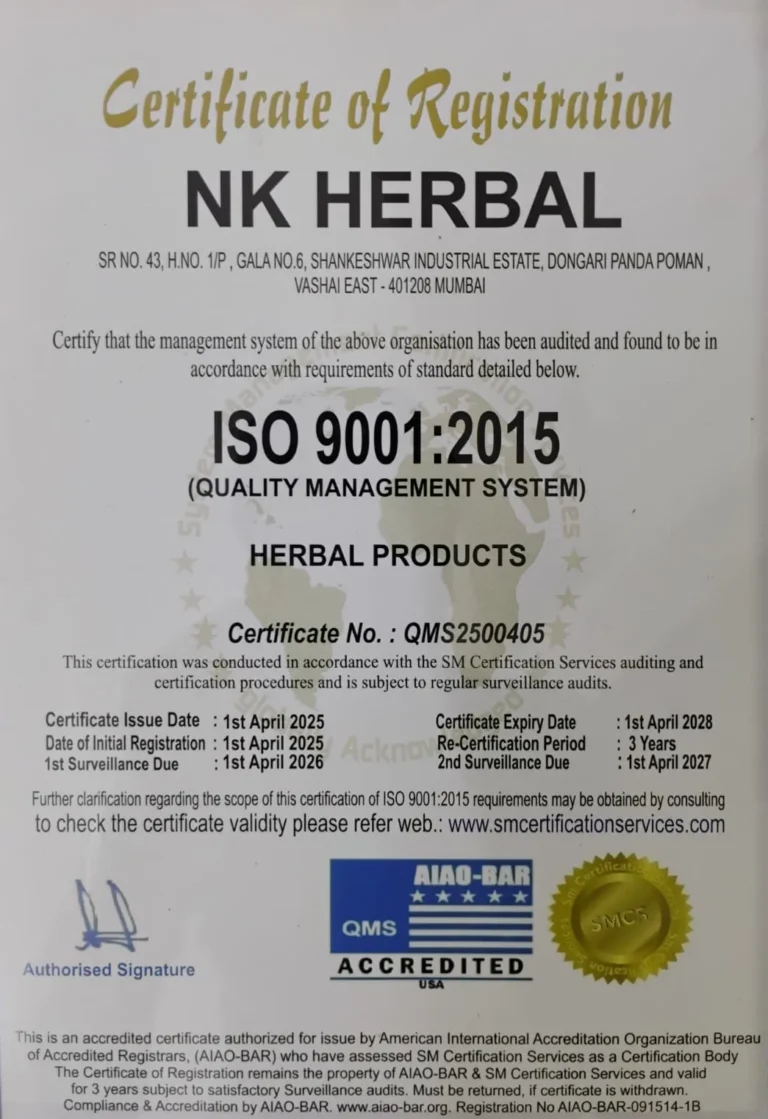 Certificate of Registration
NK HERBAL
SR NO. 43, H.NO. 1/P , GALA NO.6, SHANKESHWAR INDUSTRIAL ESTATE, DONGARI PANDA POMAN ,
VASHAI EAST - 401208 MUMBAI
Certify that the management system of the above organisation has been audited and found to be in
accordance with requirements of standard detailed below.
ISO 9001:2015
(QUALITY MANAGEMENT SYSTEM)
HERBAL PRODUCTS
Certificate No. : QMS2500405
This certification was conducted in accordance with the SM Certification Services auditing and
certification procedures and is subject to regular surveillance audits.
Certificate Issue Date : 1st April 2025 Certificate Expiry Date : 1st April 2028
Date of Initial Registration : 1st April 2025 Re-Certification Period : 3 Years
1st Surveillance Due : 1st April 2026 2nd Surveillance Due : 1st April 2027
Further clarification regarding the scope of this certification of ISO 9001:2015 requirements may be obtained by consulting
to check the certificate validity please refer web.: www.smcertificationservices.com
AIAO-BAR
QMS
ACCREDITED
USA
SMCS
Authorised Signature
This is an accredited certificate authorized for issue by American International Accreditation Organization Bureau
of Accredited Registrars, (AIAO-BAR) who have assessed SM Certification Services as a Certification Body
The Certificate of Registration remains the property of AIAO-BAR & SM Certification Services and valid
for 3 years subject to satisfactory Surveillance audits. Must be returned, if certificate is withdrawn.
Compliance & Accreditation by AIAO-BAR. www.aiao-bar.org. Registration No AIAO-BAR-091514-1B